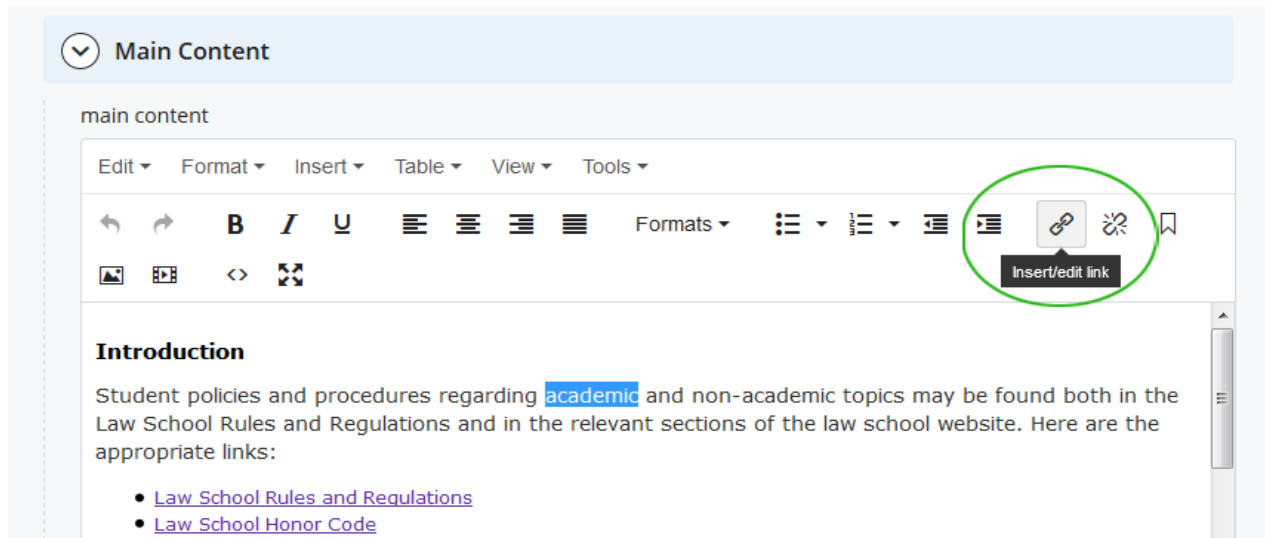 Main Content
main content
Edit Format Insert Table View Tools
B I U Formats
Insert/edit link
Introduction
Student policies and procedures regarding academic and non-academic topics may be found both in the
Law School Rules and Regulations and in the relevant sections of the law school website. Here are the
appropriate links:
Law School Rules and Regulations
Law School Honor Code